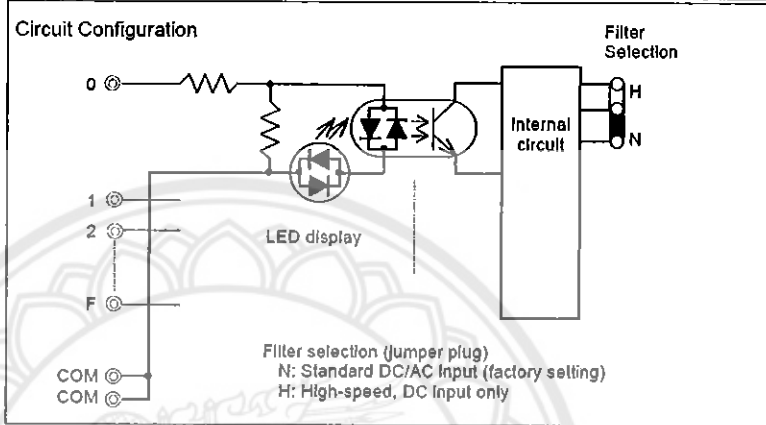 Circuit Configuration
Filter
Selection
0
H
Internal
circuit
N
1
2
LED display
F
Filter selection (jumper plug)
N: Standard DC/AC Input (factory setting)
H: High-speed, DC Input only
COM
COM